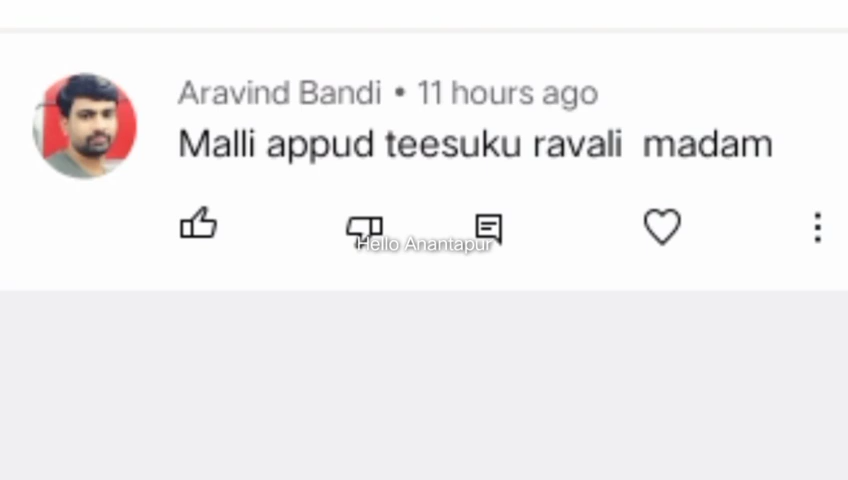 Aravind Bandi • 11 hours ago
Malli appud teesuku ravali madam
Hello Anantapur